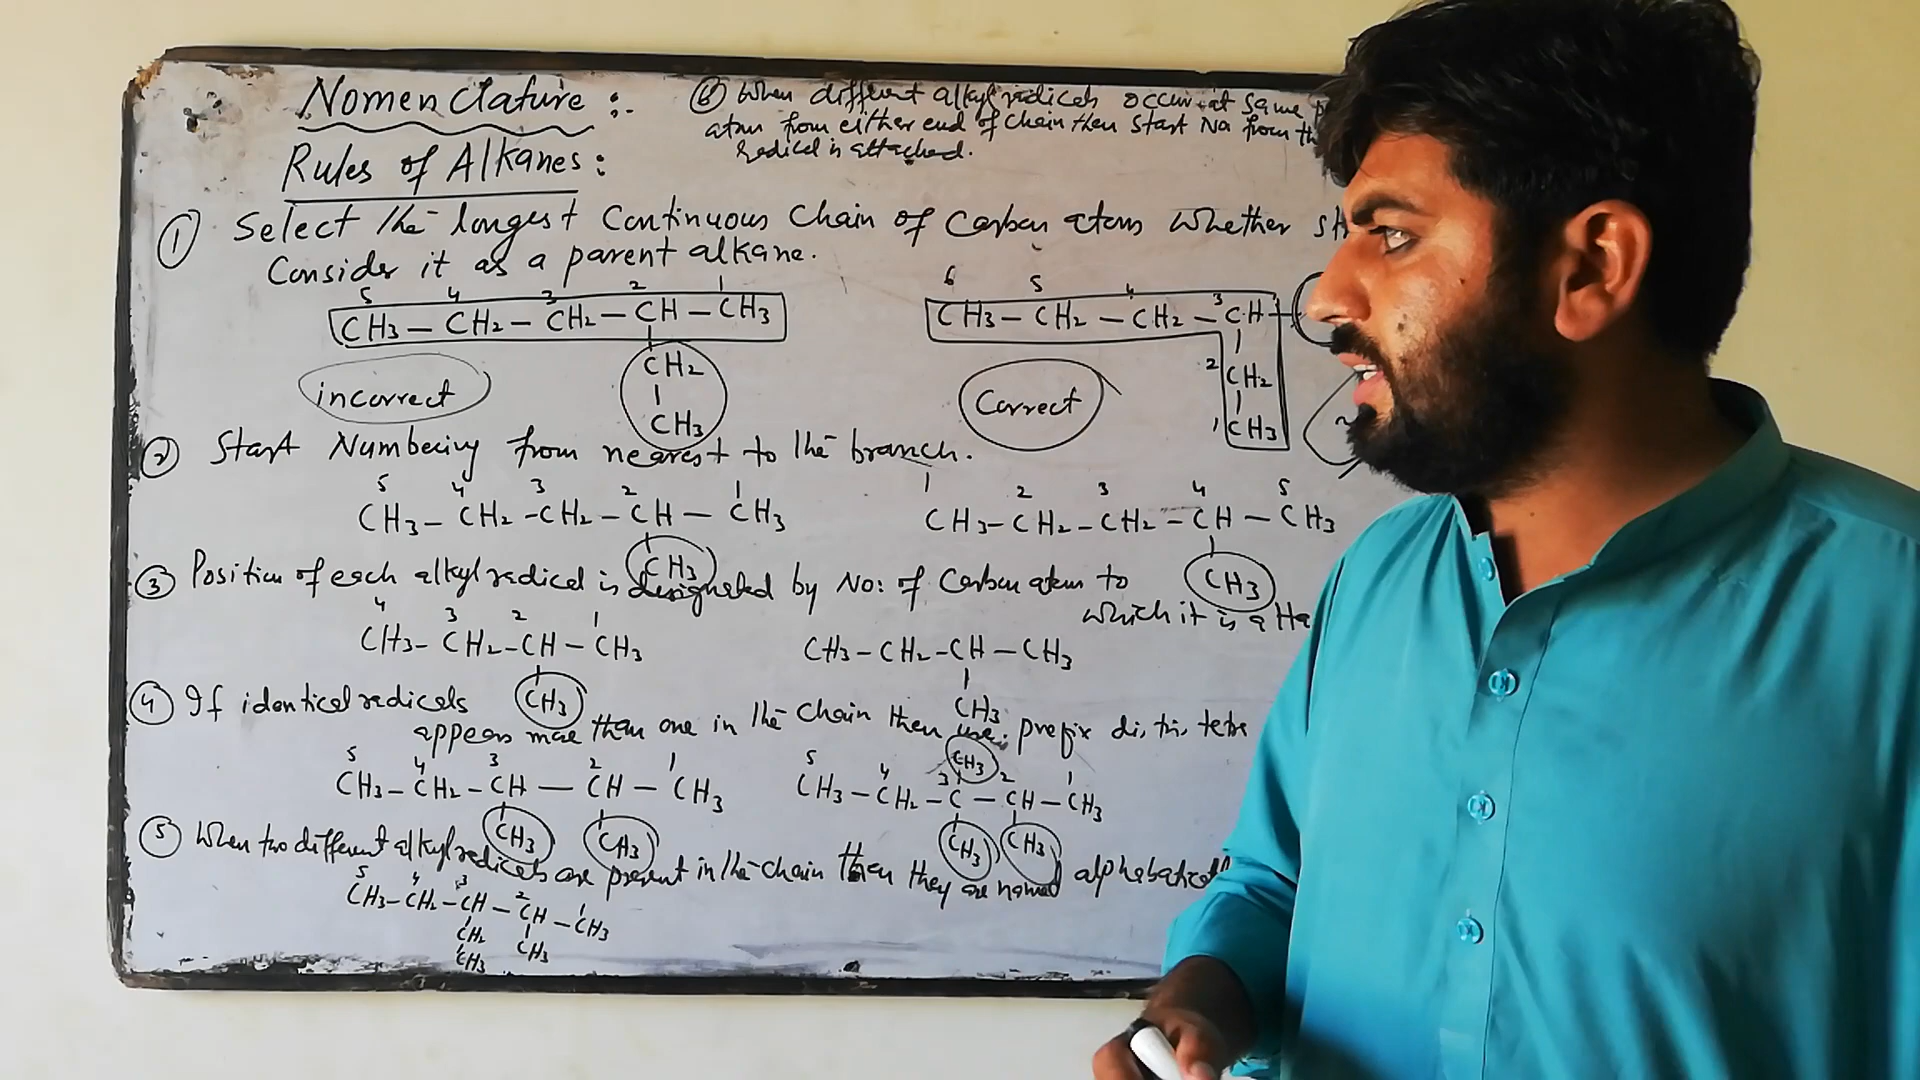 Nomenclature :-
Rules of Alkanes :
⑥ When different alkyl radicals occur at same
atom from either end of chain then start No from th
radical is attached.
① Select the longest Continuous Chain of Carbon atoms Whether st
Consider it as a parent alkane.
5 4 3 2 1
CH3 — CH2 — CH2 — CH — CH3
CH2
CH3
incorrect
6 5 4 3
CH3 — CH2 — CH2 — CH —
2 CH2
1 CH3
Correct
② Start Numbering from nearest to the branch.
5 4 3 2 1
CH3 — CH2 - CH2 — CH — CH3
CH3
1 2 3 4 5
CH3 — CH2 - CH2 - CH — CH3
CH3
③ Position of each alkyl radical is designated by No: of Carbon atom to
which it is atta
4 3 2 1
CH3 - CH2 - CH — CH3
CH3
CH3 — CH2 - CH — CH3
CH3
④ If identical radicals
appears more than one in the chain then use prefix di, tri, tetra
5 4 3 2 1
CH3 — CH2 - CH — CH — CH3
CH3 CH3
CH3
5 4 3 2 1
CH3 — CH2 — C — CH — CH3
CH3 CH3
⑤ When two different alkyl radicals are present in the chain then they are named alphabaticall
5 4 3 2 1
CH3 — CH2 — CH — CH — CH3
CH2 CH3
CH3